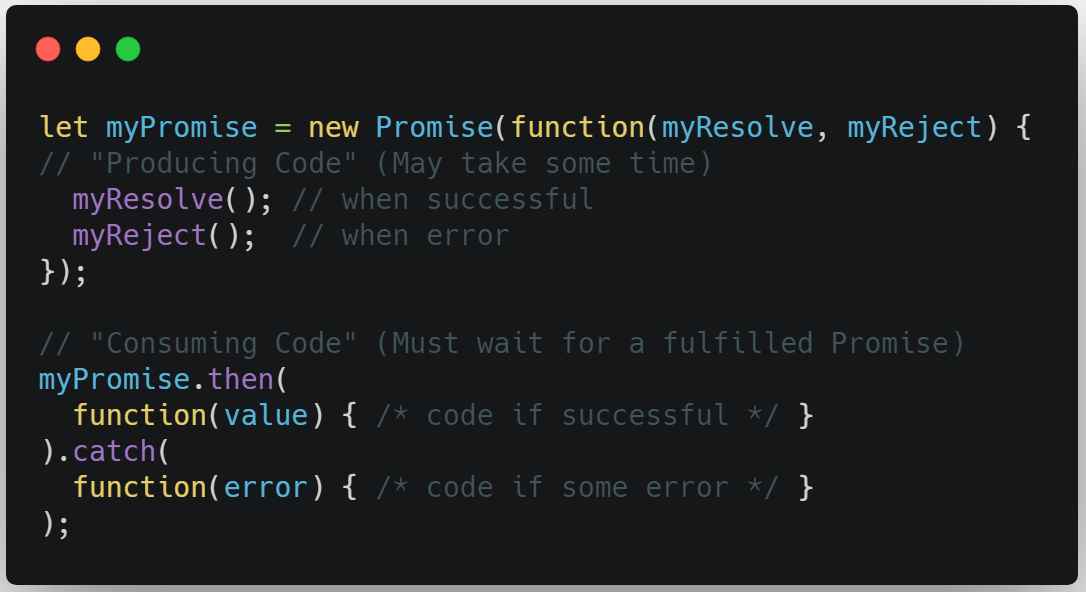 let myPromise = new Promise(function(myResolve, myReject) {
// "Producing Code" (May take some time)
  myResolve(); // when successful
  myReject();  // when error
});

// "Consuming Code" (Must wait for a fulfilled Promise)
myPromise.then(
  function(value) { /* code if successful */ }
).catch(
  function(error) { /* code if some error */ }
);